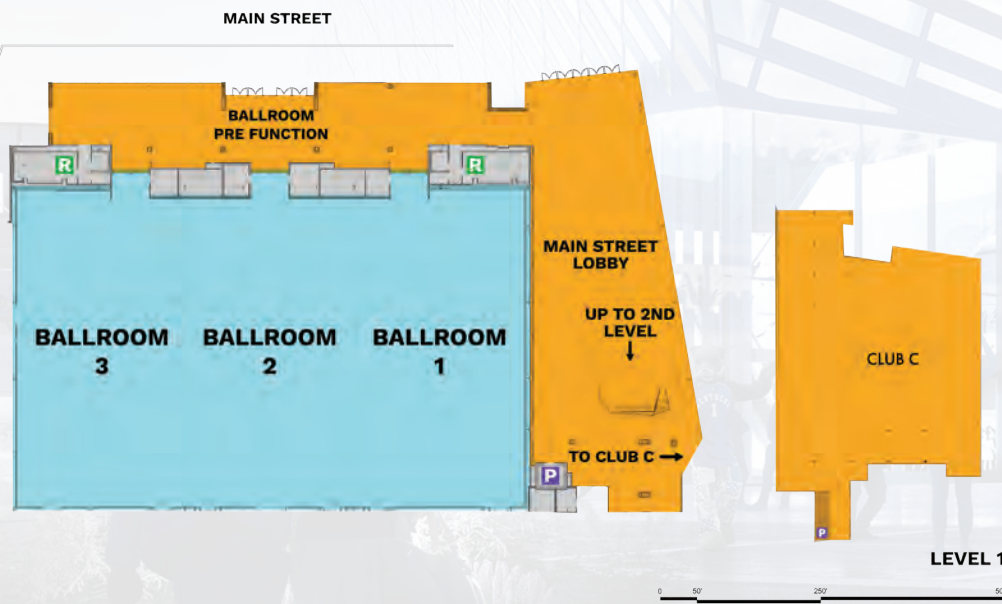 MAIN STREET
BALLROOM
PRE FUNCTION
R
R
MAIN STREET
LOBBY
UP TO 2ND
LEVEL
BALLROOM
3
BALLROOM
2
BALLROOM
1
CLUB C
TO CLUB C
P
P
LEVEL 1
0 50' 250'